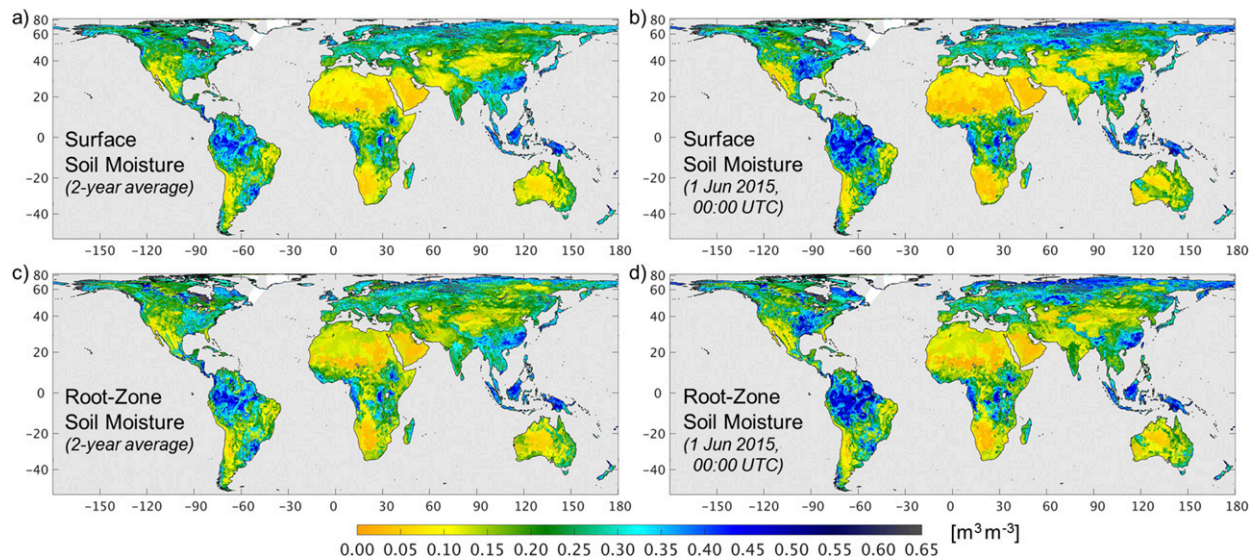 a)
80
60
40
20
0
−20
−40
Surface
Soil Moisture
(2-year average)
−150 −120 −90 −60 −30 0 30 60 90 120 150 180
b)
80
60
40
20
0
−20
−40
Surface
Soil Moisture
(1 Jun 2015,
00:00 UTC)
−150 −120 −90 −60 −30 0 30 60 90 120 150 180
c)
80
60
40
20
0
−20
−40
Root-Zone
Soil Moisture
(2-year average)
−150 −120 −90 −60 −30 0 30 60 90 120 150 180
d)
80
60
40
20
0
−20
−40
Root-Zone
Soil Moisture
(1 Jun 2015,
00:00 UTC)
−150 −120 −90 −60 −30 0 30 60 90 120 150 180
[m³ m⁻³]
0.00 0.05 0.10 0.15 0.20 0.25 0.30 0.35 0.40 0.45 0.50 0.55 0.60 0.65